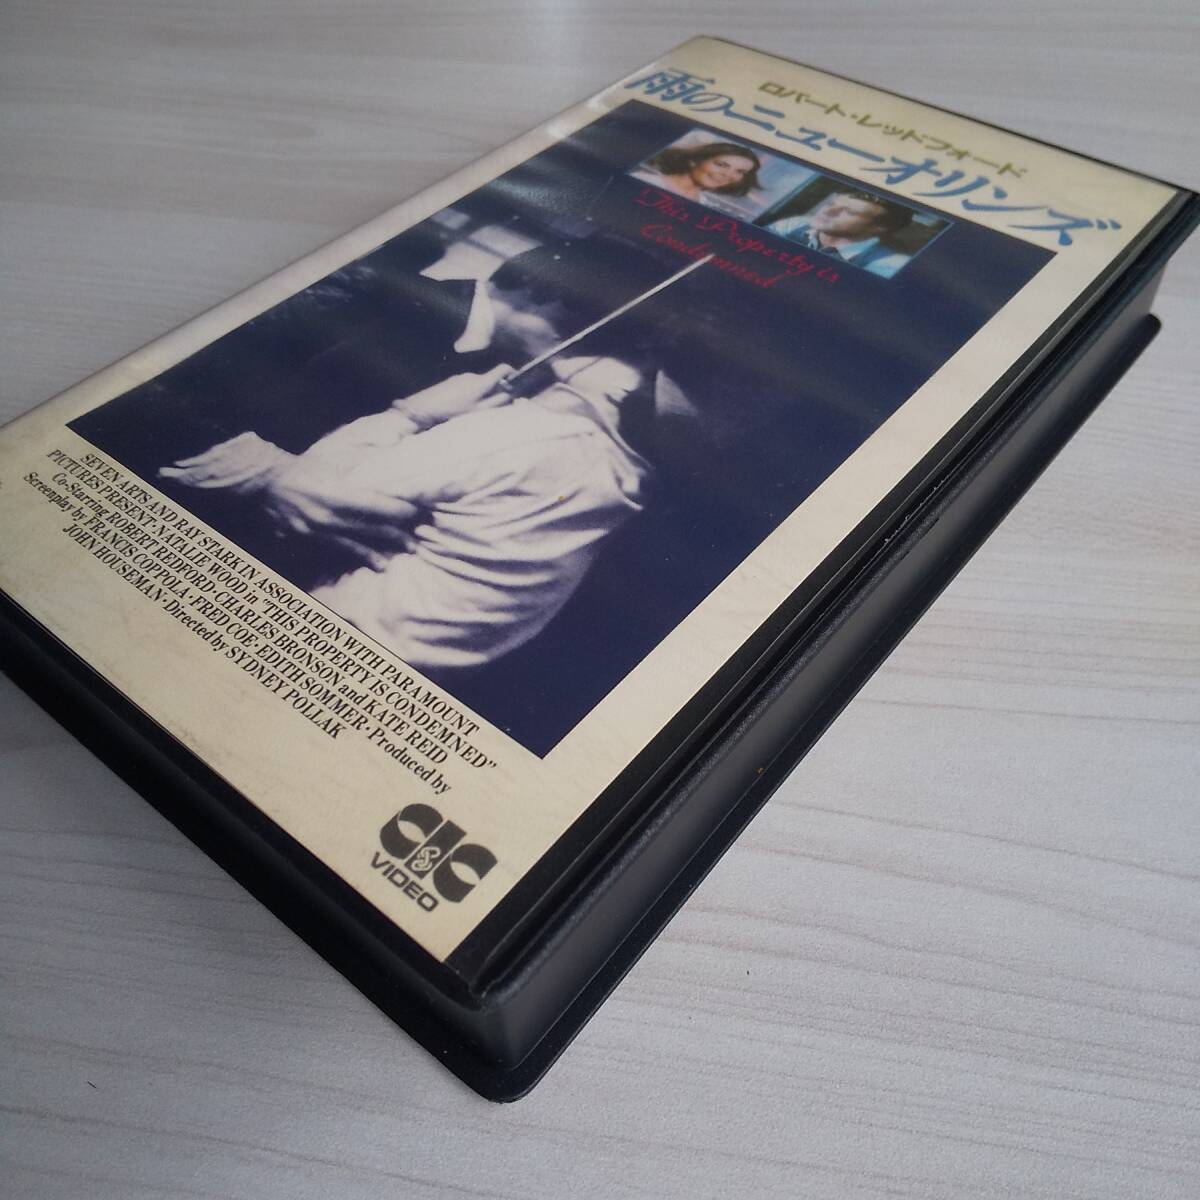 ロバート・レッドフォード
雨のニューオリンズ
This Property is
Condemned
SEVEN ARTS AND RAY STARK IN ASSOCIATION WITH PARAMOUNT
PICTURES PRESENT・NATALIE WOOD in "THIS PROPERTY IS CONDEMNED"
Co-Starring ROBERT REDFORD・CHARLES BRONSON and KATE REID
Screenplay by FRANCIS COPPOLA・FRED COE・EDITH SOMMER・Produced by
JOHN HOUSEMAN・Directed by SYDNEY POLLAK
CIC
&
VIDEO